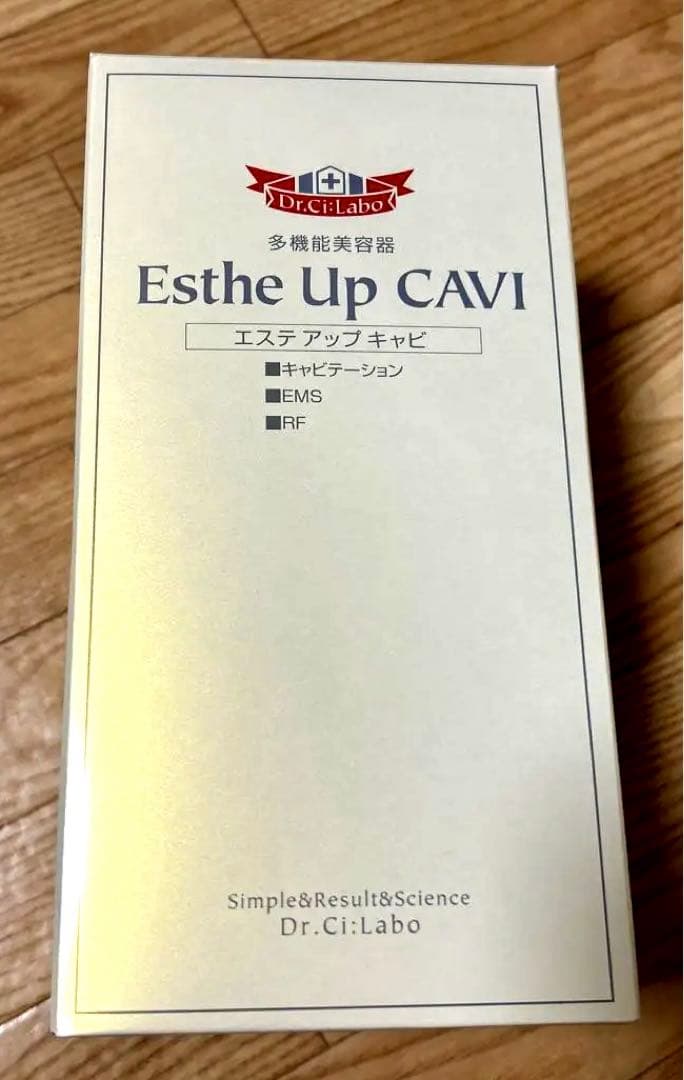 Dr.Ci:Labo
多機能美容器
Esthe Up CAVI
エステ アップ キャビ
■キャビテーション
■EMS
■RF
Simple&Result&Science
Dr.Ci:Labo